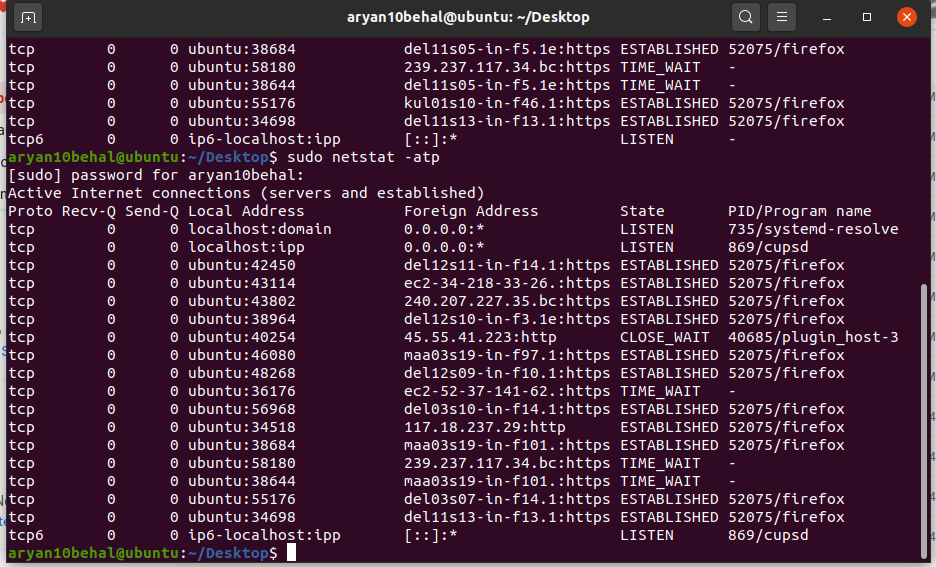 aryan10behal@ubuntu: ~/Desktop
tcp        0      0 ubuntu:38684            del11s05-in-f5.1e:https ESTABLISHED 52075/firefox
tcp        0      0 ubuntu:58180            239.237.117.34.bc:https TIME_WAIT   -
tcp        0      0 ubuntu:38644            del11s05-in-f5.1e:https TIME_WAIT   -
tcp        0      0 ubuntu:55176            kul01s10-in-f46.1:https ESTABLISHED 52075/firefox
tcp        0      0 ubuntu:34698            del11s13-in-f13.1:https ESTABLISHED 52075/firefox
tcp6       0      0 ip6-localhost:ipp       [::]:*                  LISTEN      -
aryan10behal@ubuntu:~/Desktop$ sudo netstat -atp
[sudo] password for aryan10behal:
Active Internet connections (servers and established)
Proto Recv-Q Send-Q Local Address           Foreign Address         State       PID/Program name
tcp        0      0 localhost:domain        0.0.0.0:*               LISTEN      735/systemd-resolve
tcp        0      0 localhost:ipp           0.0.0.0:*               LISTEN      869/cupsd
tcp        0      0 ubuntu:42450            del12s11-in-f14.1:https ESTABLISHED 52075/firefox
tcp        0      0 ubuntu:43114            ec2-34-218-33-26.:https ESTABLISHED 52075/firefox
tcp        0      0 ubuntu:43802            240.207.227.35.bc:https ESTABLISHED 52075/firefox
tcp        0      0 ubuntu:38964            del12s10-in-f3.1e:https ESTABLISHED 52075/firefox
tcp        0      0 ubuntu:40254            45.55.41.223:http       CLOSE_WAIT  40685/plugin_host-3
tcp        0      0 ubuntu:46080            maa03s19-in-f97.1:https ESTABLISHED 52075/firefox
tcp        0      0 ubuntu:48268            del12s09-in-f10.1:https ESTABLISHED 52075/firefox
tcp        0      0 ubuntu:36176            ec2-52-37-141-62.:https TIME_WAIT   -
tcp        0      0 ubuntu:56968            del03s10-in-f14.1:https ESTABLISHED 52075/firefox
tcp        0      0 ubuntu:34518            117.18.237.29:http      ESTABLISHED 52075/firefox
tcp        0      0 ubuntu:38684            maa03s19-in-f101.:https ESTABLISHED 52075/firefox
tcp        0      0 ubuntu:58180            239.237.117.34.bc:https TIME_WAIT   -
tcp        0      0 ubuntu:38644            maa03s19-in-f101.:https TIME_WAIT   -
tcp        0      0 ubuntu:55176            del03s07-in-f14.1:https ESTABLISHED 52075/firefox
tcp        0      0 ubuntu:34698            del11s13-in-f13.1:https ESTABLISHED 52075/firefox
tcp6       0      0 ip6-localhost:ipp       [::]:*                  LISTEN      869/cupsd
aryan10behal@ubuntu:~/Desktop$